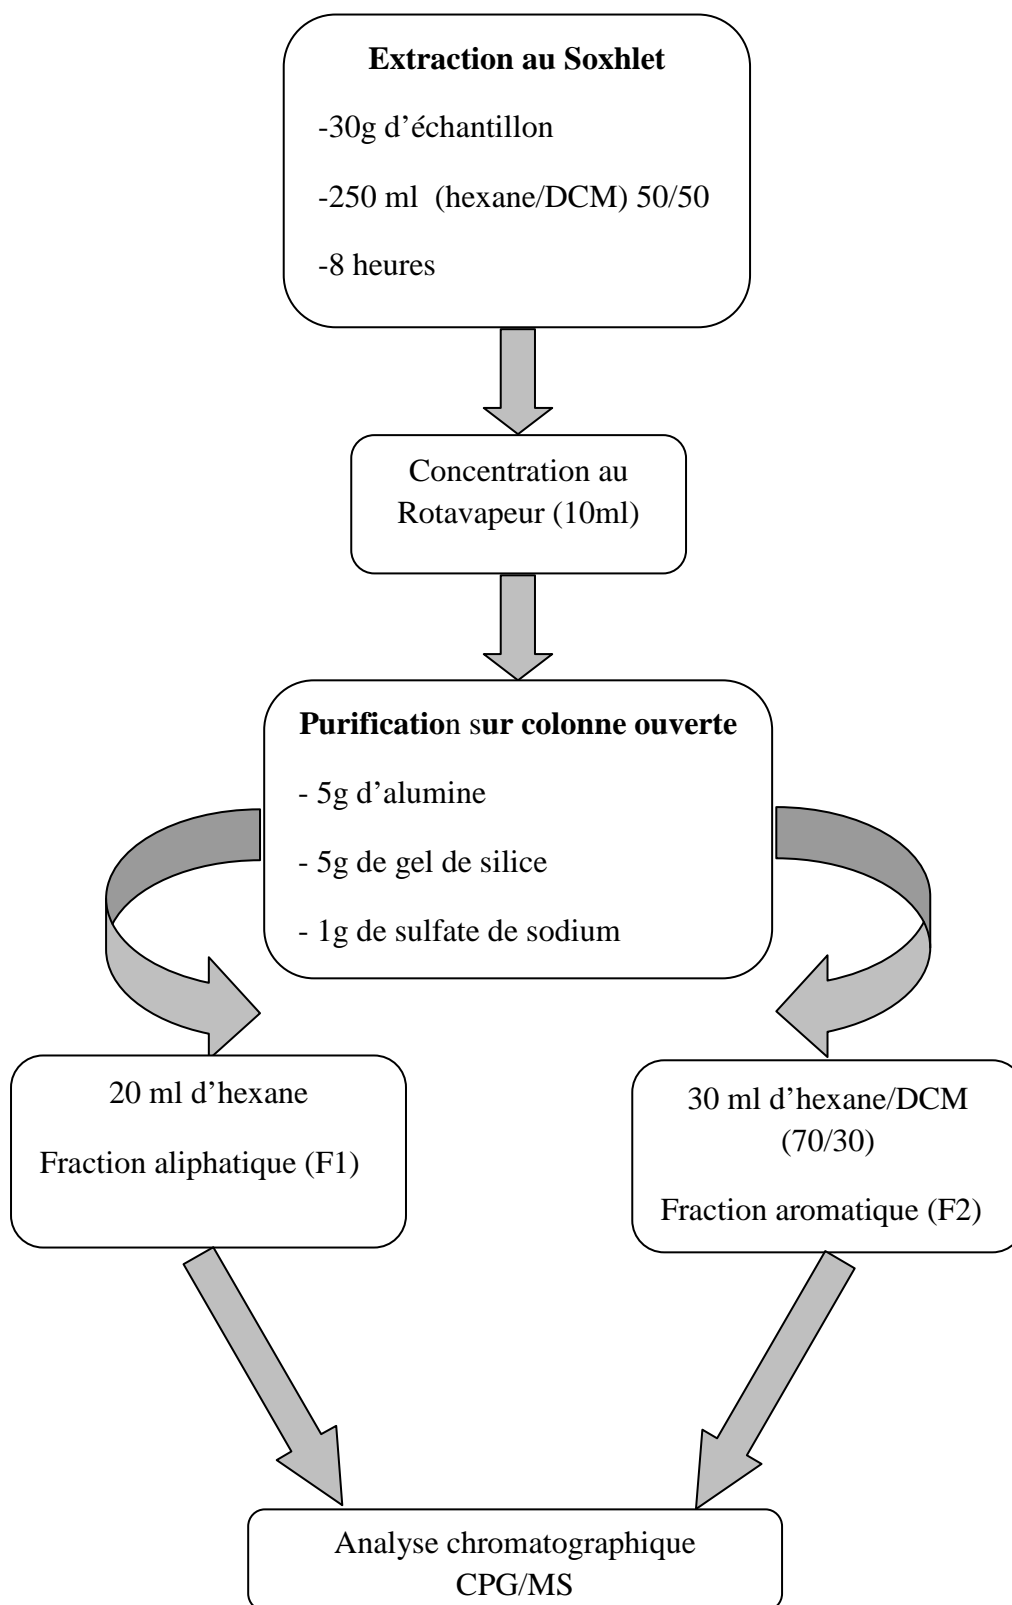 Extraction au Soxhlet
-30g d’échantillon
-250 ml (hexane/DCM) 50/50
-8 heures
Concentration au
Rotavapeur (10ml)
Purification sur colonne ouverte
- 5g d’alumine
- 5g de gel de silice
- 1g de sulfate de sodium
20 ml d’hexane
Fraction aliphatique (F1)
30 ml d’hexane/DCM
(70/30)
Fraction aromatique (F2)
Analyse chromatographique
CPG/MS